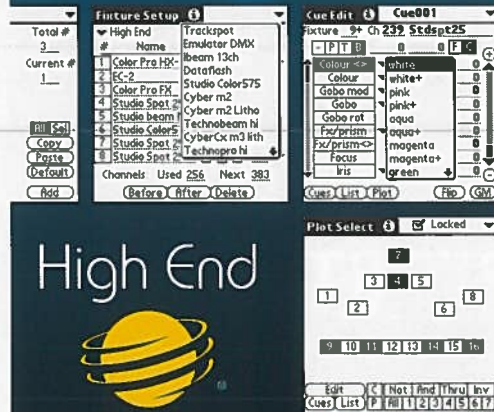 Total #
3
Current #
1
All Sel
Copy
Paste
Default
Add
Fixture Setup
High End
# Name
1 Color Pro HX-
2 EC-2
3 Color Pro FX
4 Studio Spot 2
5 Studio beam
6 Studio ColorS
7 Studio Spot 2
8 Studio Spot 2
Trackspot
Emulator DMX
Ibeam 13ch
Dataflash
Studio Color575
Cyber m2
Cyber m2 Litho
Technobeam hi
CyberCx m3 lith
Technopro hi
Channels Used 256 Next 383
Before After Delete
Cue Edit Cue001
Fixture 9+ Ch 239 Stdspt25
- P T B 0 0 F C
Colour <>
Colour
Gobo mod
Gobo
Gobo rot
Fx/prism
Fx/prism<>
Focus
Iris
white
white+
pink
pink+
aqua
aqua+
magenta
magenta+
green
Cues List Plot Flip GM
High End
Plot Select Locked
7
3 4 5
1 2 6 8
9 10 11 12 13 14 15 16
Edit C Not And Thru Inv
Cues List P All 1 2 3 4 5 6 7